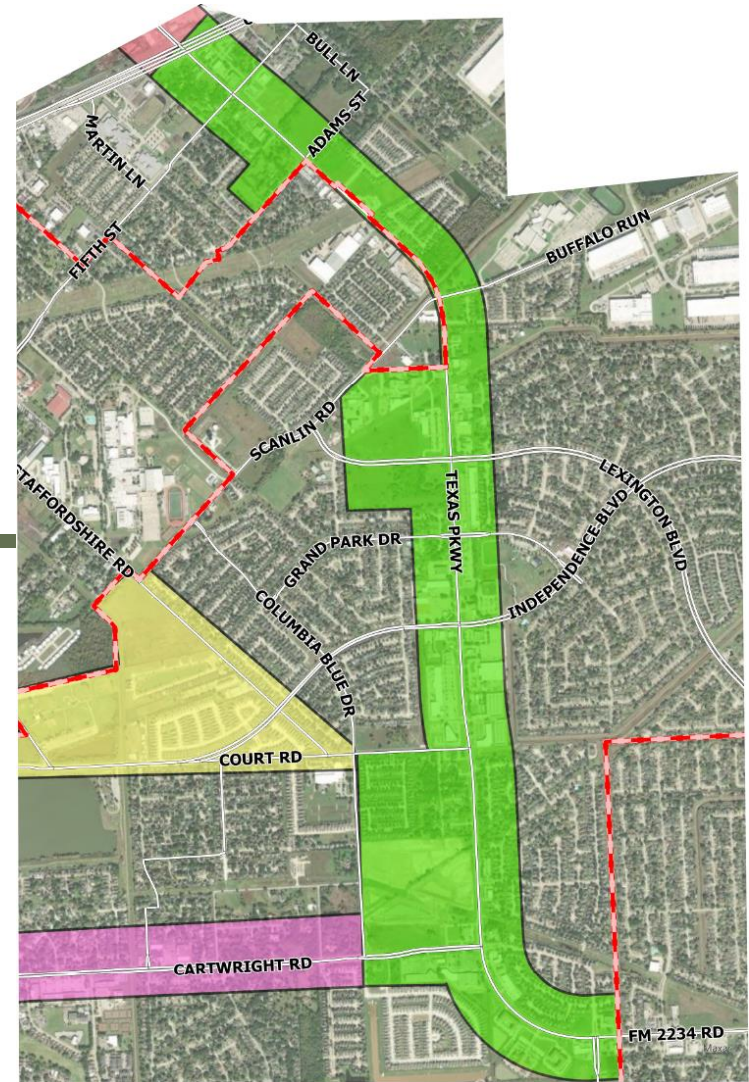 BULL LN
ADAMS ST
MARTIN LN
FIFTH ST
BUFFALO RUN
SCANLIN RD
STAFFORDSHIRE RD
TEXAS PKWY
LEXINGTON BLVD
GRAND PARK DR
INDEPENDENCE BLVD
COLUMBIA BLUE DR
COURT RD
CARTWRIGHT RD
FM 2234 RD